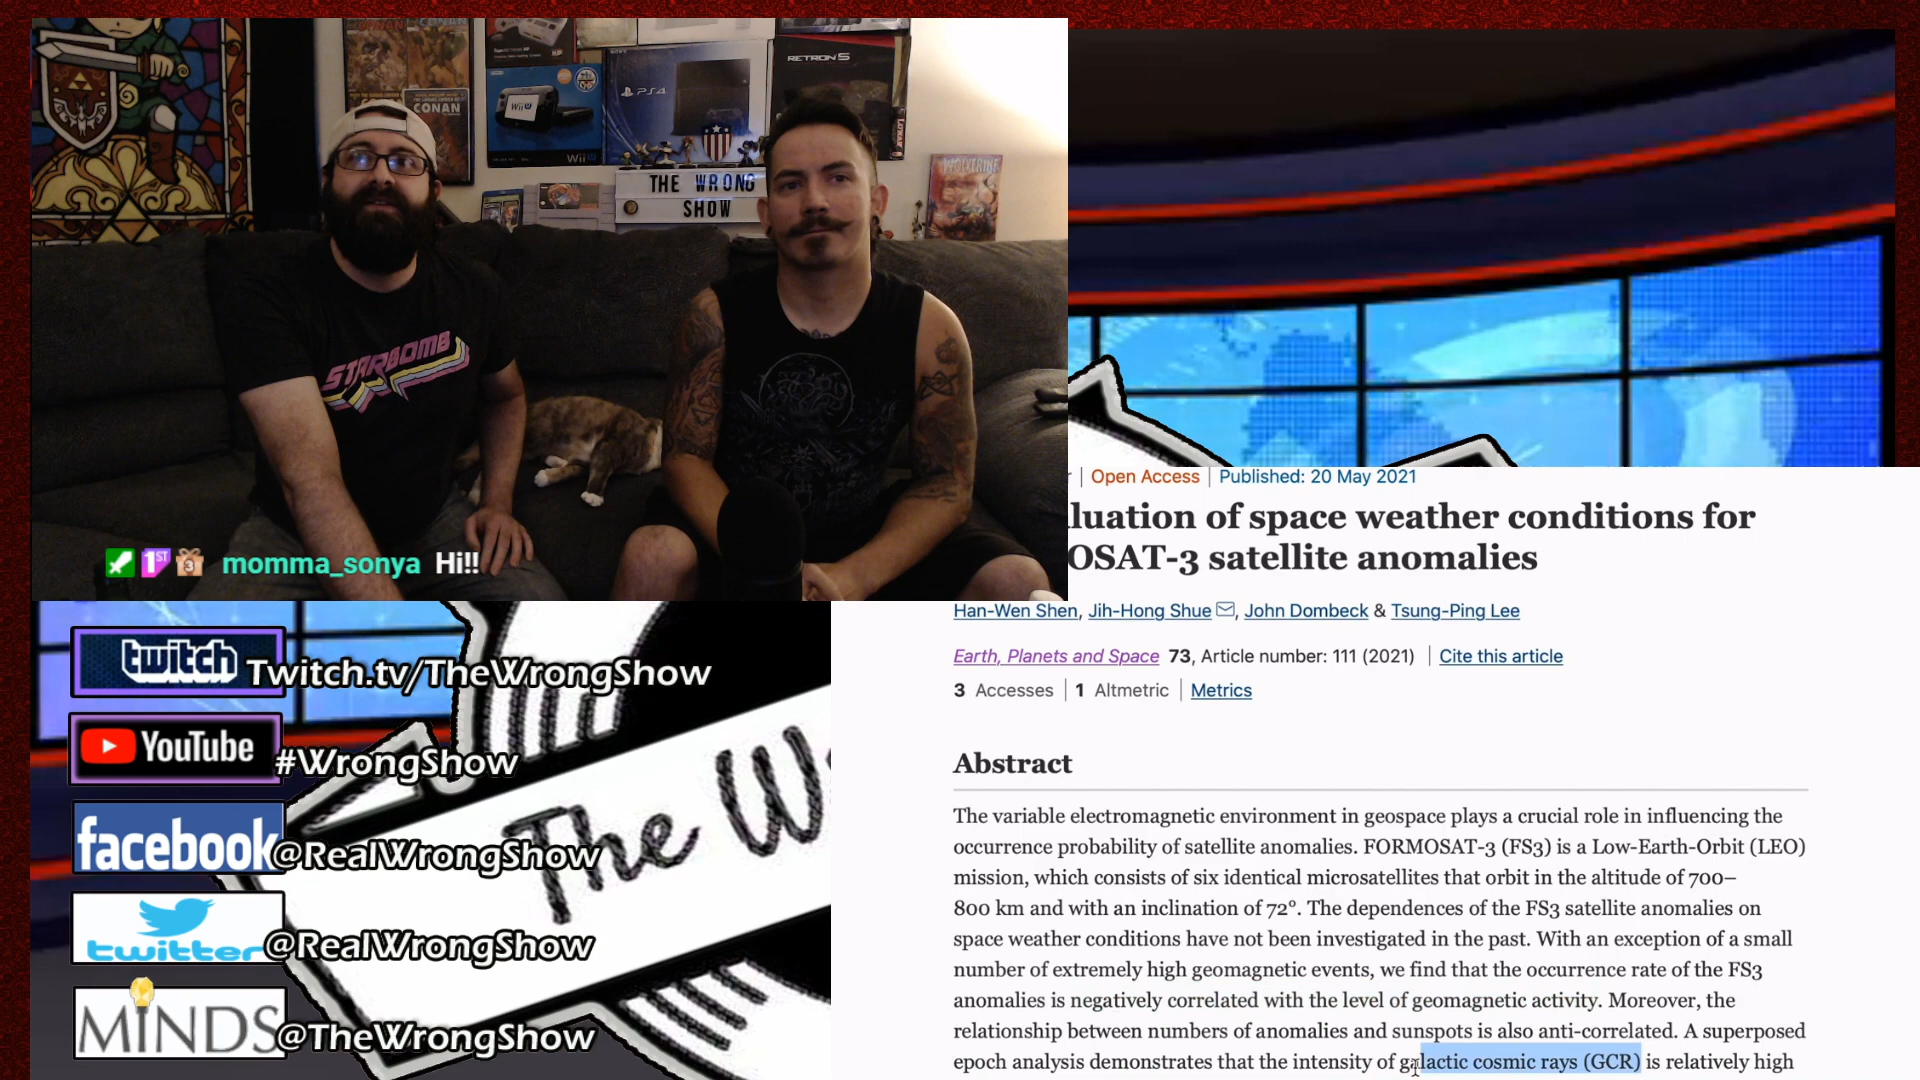 CONAN
RETRON 5
PS4
Wii U
Wii U
WOLVERINE
THE WRONG
SHOW
STARBOMB
1ST
3
momma_sonya Hi!!
Open Access | Published: 20 May 2021
luation of space weather conditions for
OSAT-3 satellite anomalies
Han-Wen Shen, Jih-Hong Shue, John Dombeck & Tsung-Ping Lee
Earth, Planets and Space 73, Article number: 111 (2021) | Cite this article
3 Accesses | 1 Altmetric | Metrics
Abstract
The variable electromagnetic environment in geospace plays a crucial role in influencing the
occurrence probability of satellite anomalies. FORMOSAT-3 (FS3) is a Low-Earth-Orbit (LEO)
mission, which consists of six identical microsatellites that orbit in the altitude of 700–
800 km and with an inclination of 72°. The dependences of the FS3 satellite anomalies on
space weather conditions have not been investigated in the past. With an exception of a small
number of extremely high geomagnetic events, we find that the occurrence rate of the FS3
anomalies is negatively correlated with the level of geomagnetic activity. Moreover, the
relationship between numbers of anomalies and sunspots is also anti-correlated. A superposed
epoch analysis demonstrates that the intensity of galactic cosmic rays (GCR) is relatively high
twitch Twitch.tv/TheWrongShow
YouTube #WrongShow
facebook @RealWrongShow
twitter @RealWrongShow
MINDS @TheWrongShow
The W